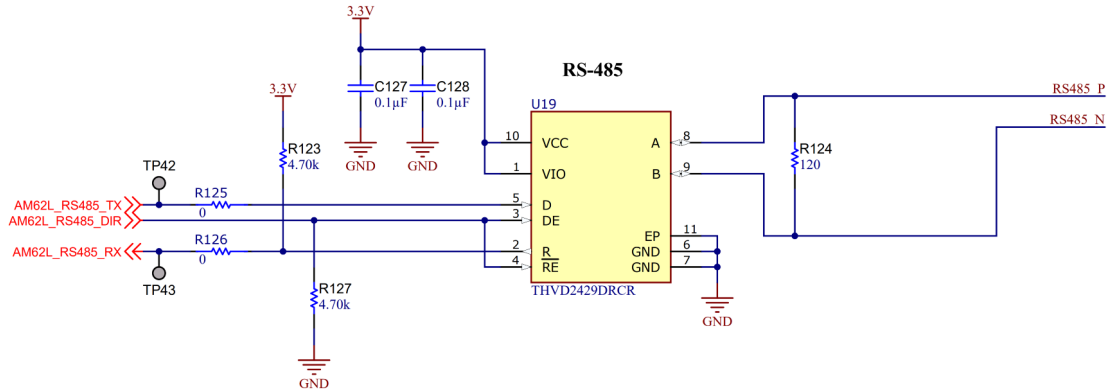 3.3V
RS-485
C127
0.1µF
C128
0.1µF
GND
GND
3.3V
R123
4.70k
U19
10 VCC
1 VIO
5 D
3 DE
2 R
4 RE
A 8
B 9
EP 11
GND 6
GND 7
THVD2429DRCR
RS485_P
RS485_N
R124
120
GND
TP42
AM62L_RS485_TX
AM62L_RS485_DIR
AM62L_RS485_RX
R125
0
R126
0
TP43
R127
4.70k
GND